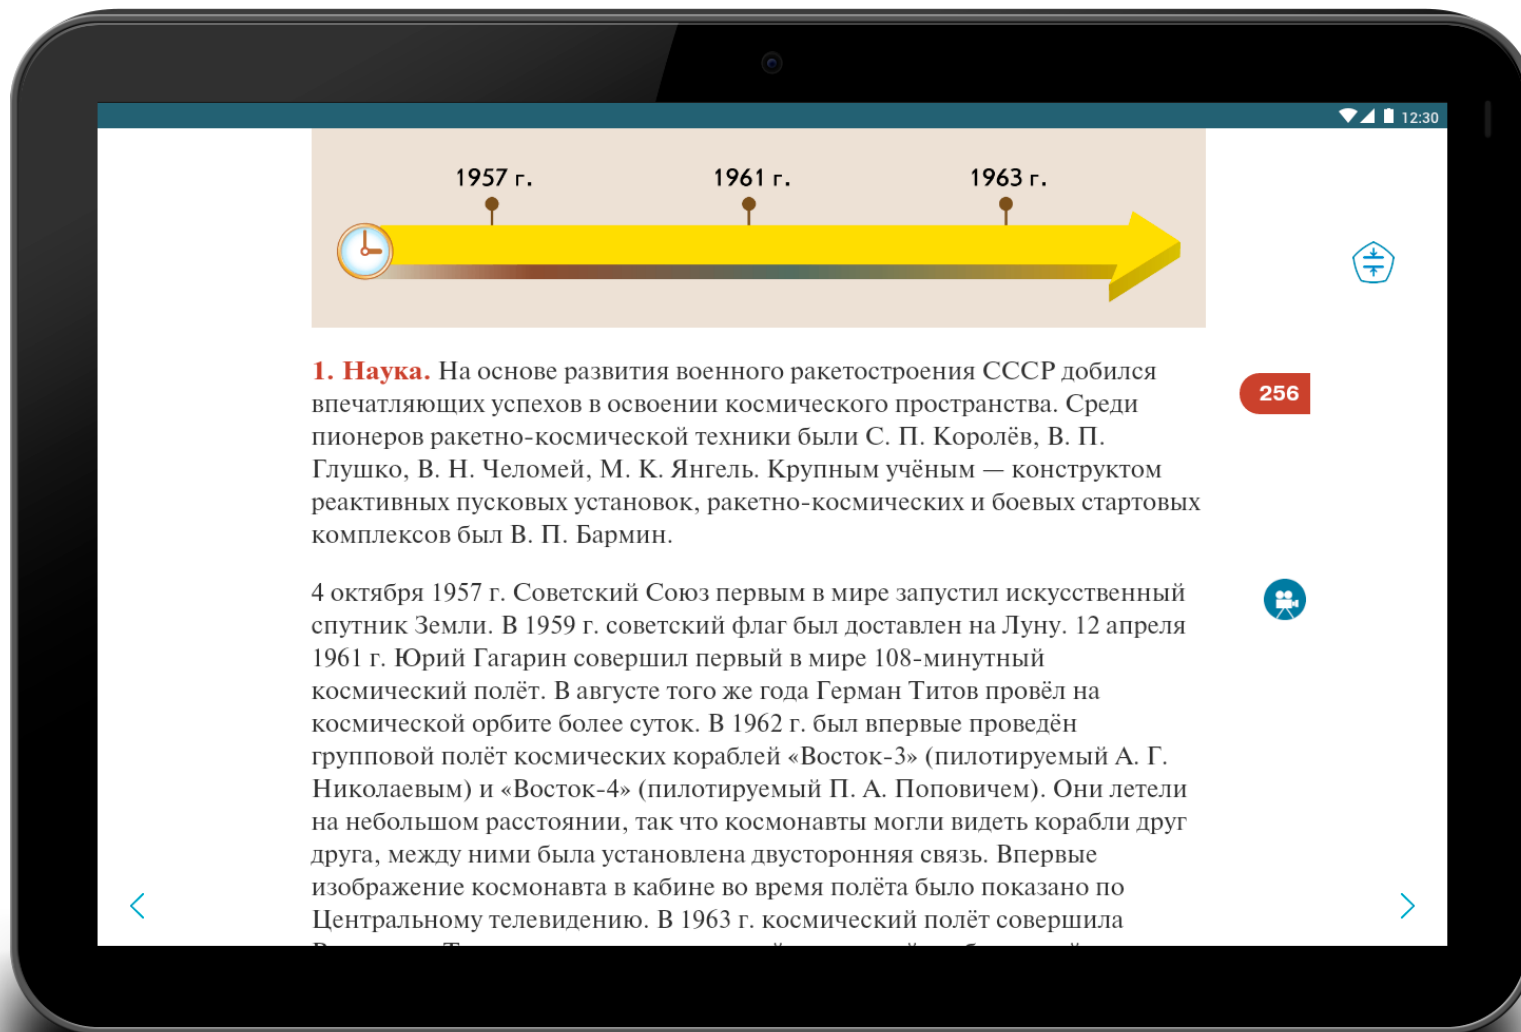 12:30
1957 г.
1961 г.
1963 г.
1. Наука. На основе развития военного ракетостроения СССР добился
впечатляющих успехов в освоении космического пространства. Среди
пионеров ракетно-космической техники были С. П. Королёв, В. П.
Глушко, В. Н. Челомей, М. К. Янгель. Крупным учёным — конструктом
реактивных пусковых установок, ракетно-космических и боевых стартовых
комплексов был В. П. Бармин.
256
4 октября 1957 г. Советский Союз первым в мире запустил искусственный
спутник Земли. В 1959 г. советский флаг был доставлен на Луну. 12 апреля
1961 г. Юрий Гагарин совершил первый в мире 108-минутный
космический полёт. В августе того же года Герман Титов провёл на
космической орбите более суток. В 1962 г. был впервые проведён
групповой полёт космических кораблей «Восток-3» (пилотируемый А. Г.
Николаевым) и «Восток-4» (пилотируемый П. А. Поповичем). Они летели
на небольшом расстоянии, так что космонавты могли видеть корабли друг
друга, между ними была установлена двусторонняя связь. Впервые
изображение космонавта в кабине во время полёта было показано по
Центральному телевидению. В 1963 г. космический полёт совершила